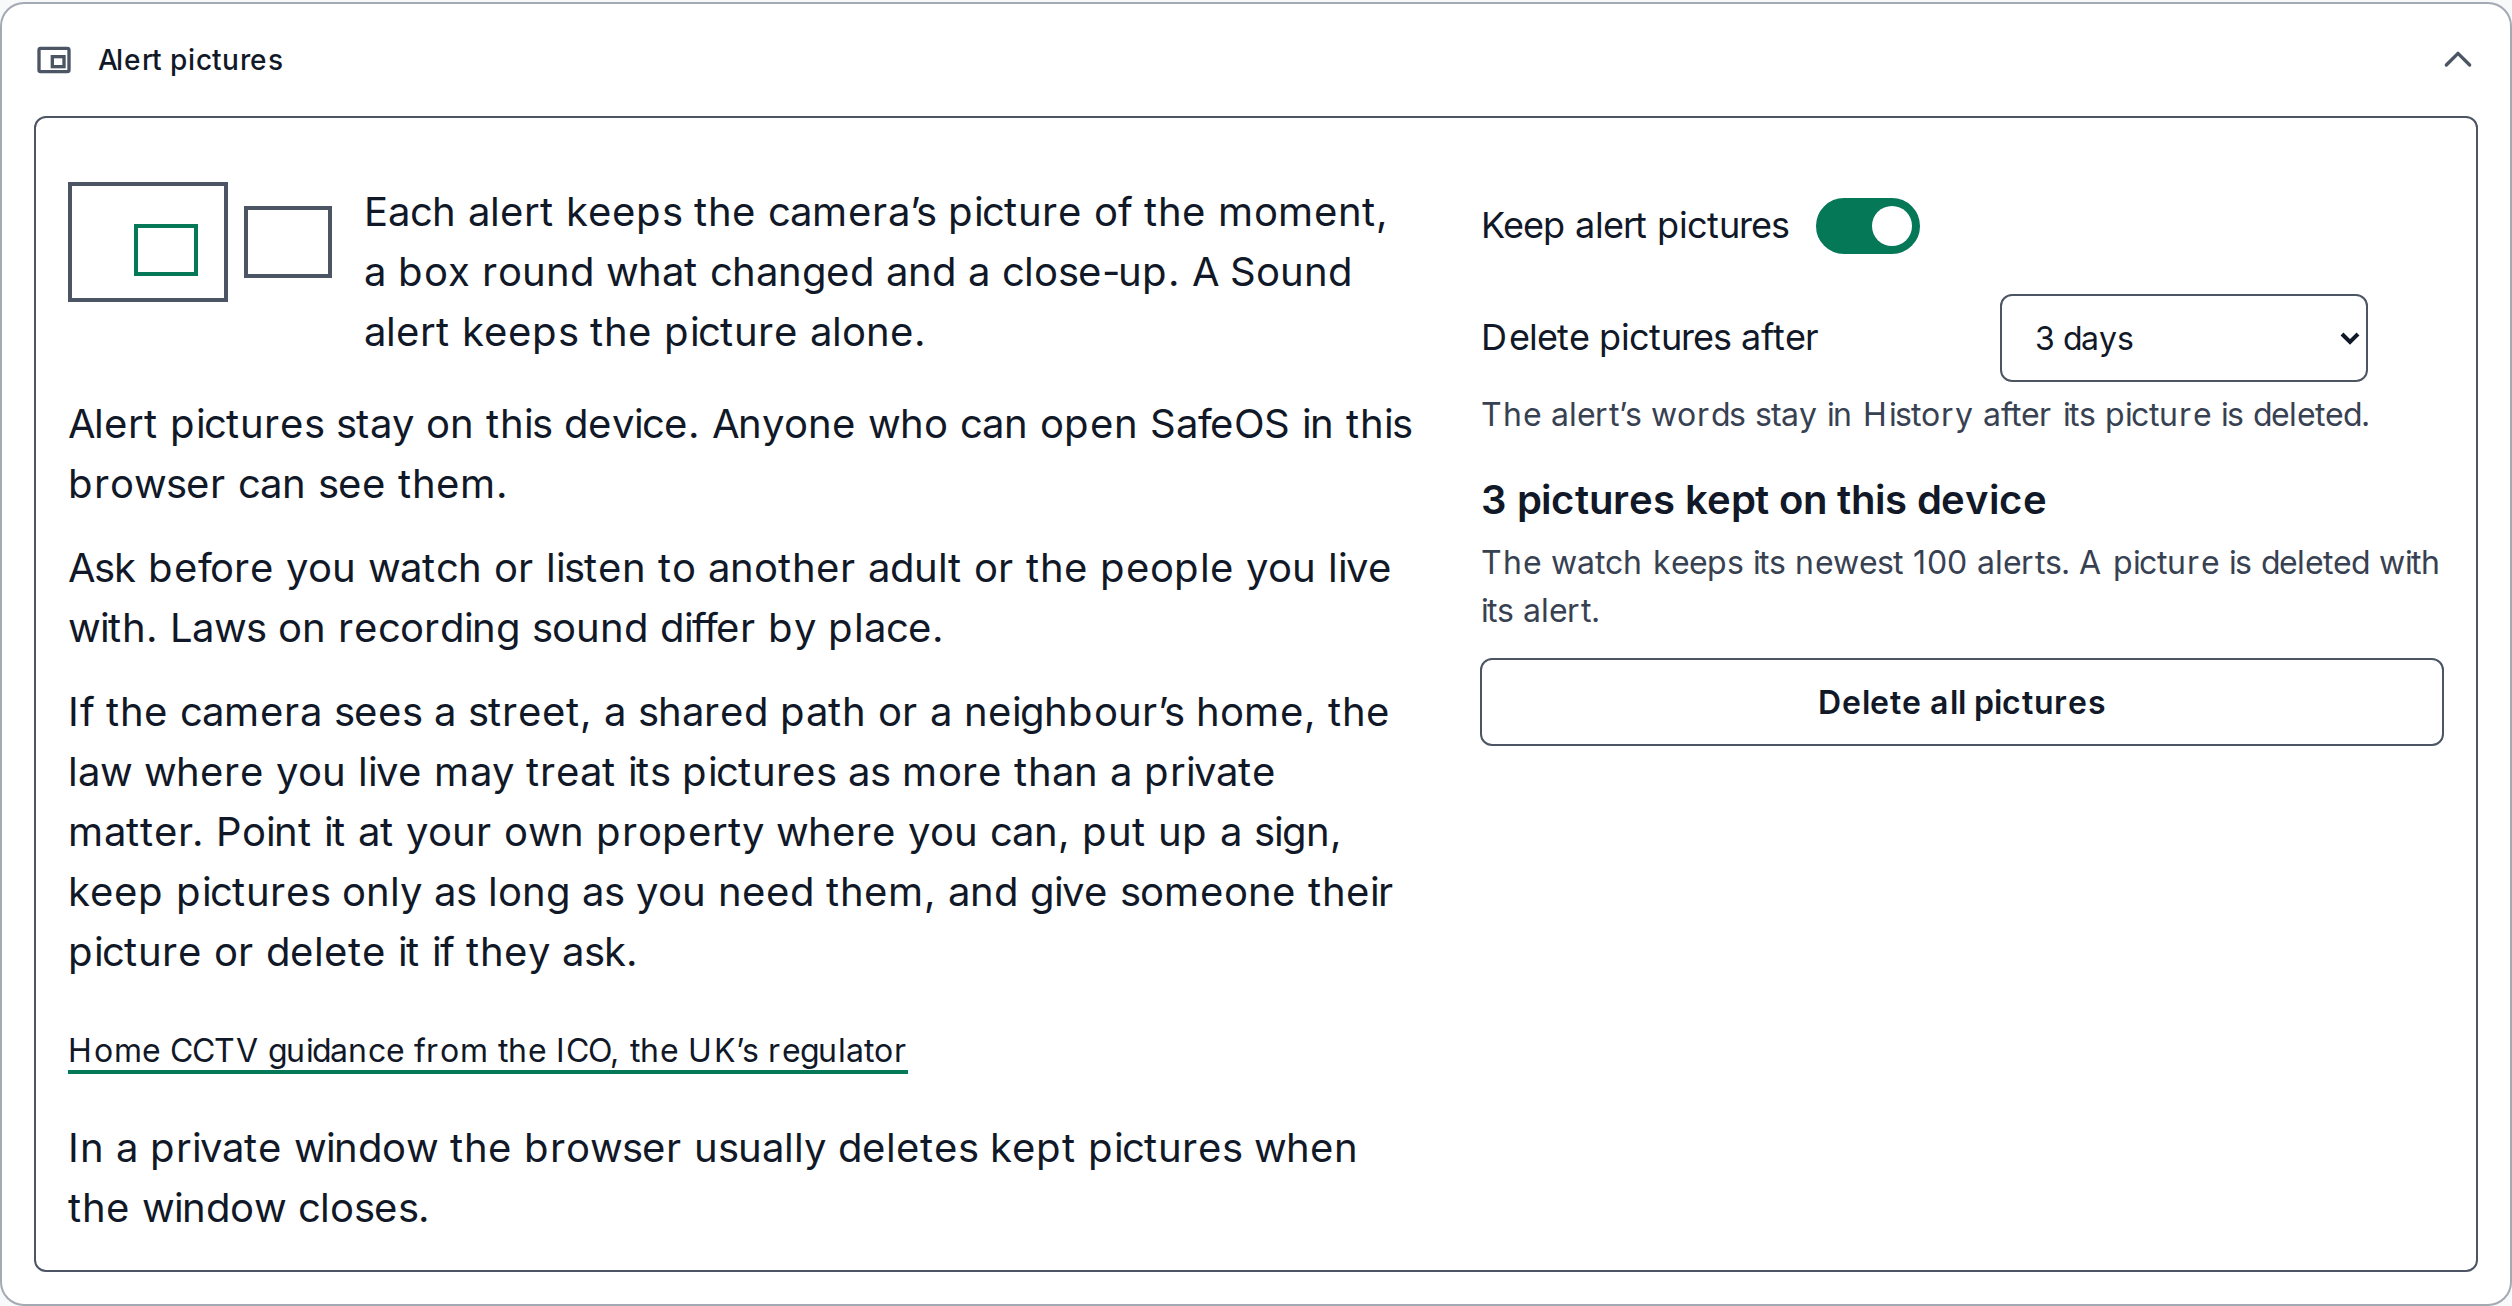 Alert pictures
Each alert keeps the camera’s picture of the moment,
a box round what changed and a close-up. A Sound
alert keeps the picture alone.
Alert pictures stay on this device. Anyone who can open SafeOS in this
browser can see them.
Ask before you watch or listen to another adult or the people you live
with. Laws on recording sound differ by place.
If the camera sees a street, a shared path or a neighbour’s home, the
law where you live may treat its pictures as more than a private
matter. Point it at your own property where you can, put up a sign,
keep pictures only as long as you need them, and give someone their
picture or delete it if they ask.
Home CCTV guidance from the ICO, the UK’s regulator
In a private window the browser usually deletes kept pictures when
the window closes.
Keep alert pictures
Delete pictures after
3 days
The alert’s words stay in History after its picture is deleted.
3 pictures kept on this device
The watch keeps its newest 100 alerts. A picture is deleted with
its alert.
Delete all pictures